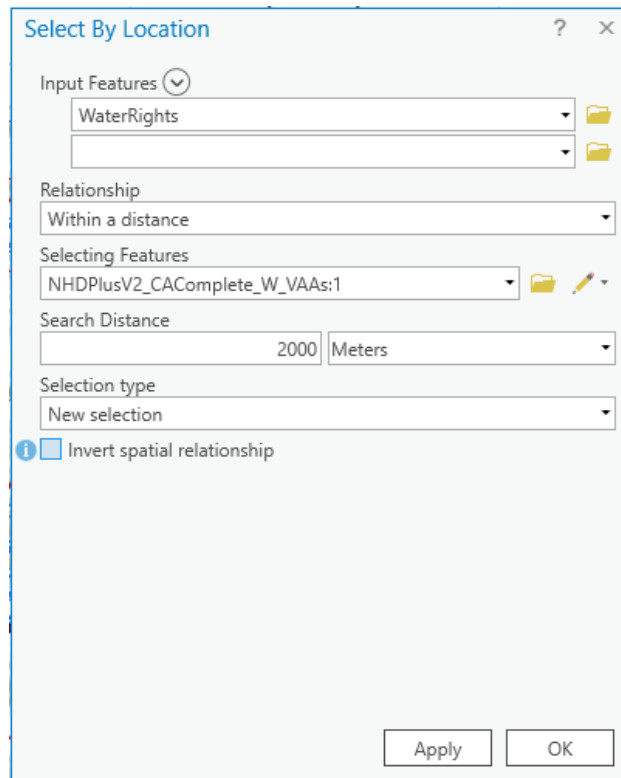 Select By Location ? ×
Input Features
WaterRights
Relationship
Within a distance
Selecting Features
NHDPlusV2_CAComplete_W_VAAs:1
Search Distance
2000 Meters
Selection type
New selection
i Invert spatial relationship
Apply OK